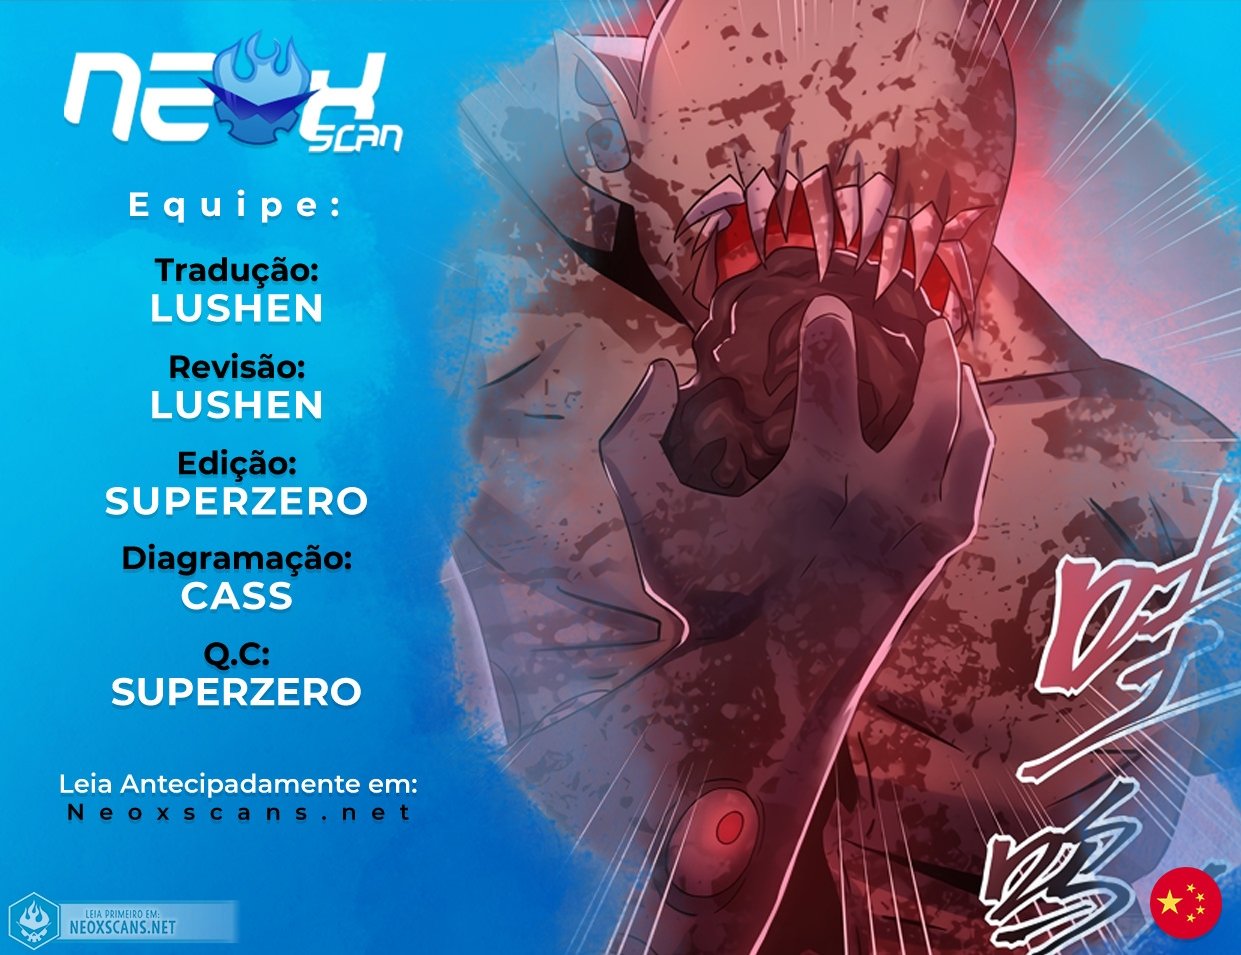 NEOX
SCAN
Equipe:
Tradução:
LUSHEN
Revisão:
LUSHEN
Edição:
SUPERZERO
Diagramação:
CASS
Q.C:
SUPERZERO
Leia Antecipadamente em:
Neoxscans.net
LEIA PRIMEIRO EM:
NEOXSCANS.NET